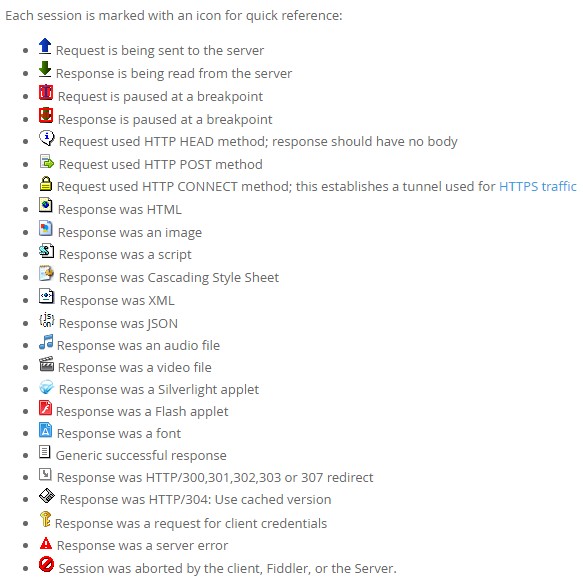 Each session is marked with an icon for quick reference:
Request is being sent to the server
Response is being read from the server
Request is paused at a breakpoint
Response is paused at a breakpoint
Request used HTTP HEAD method; response should have no body
Request used HTTP POST method
Request used HTTP CONNECT method; this establishes a tunnel used for HTTPS traffic
Response was HTML
Response was an image
Response was a script
Response was Cascading Style Sheet
Response was XML
{js on} Response was JSON
Response was an audio file
Response was a video file
Response was a Silverlight applet
Response was a Flash applet
A Response was a font
Generic successful response
Response was HTTP/300,301,302,303 or 307 redirect
Response was HTTP/304: Use cached version
Response was a request for client credentials
Response was a server error
Session was aborted by the client, Fiddler, or the Server.